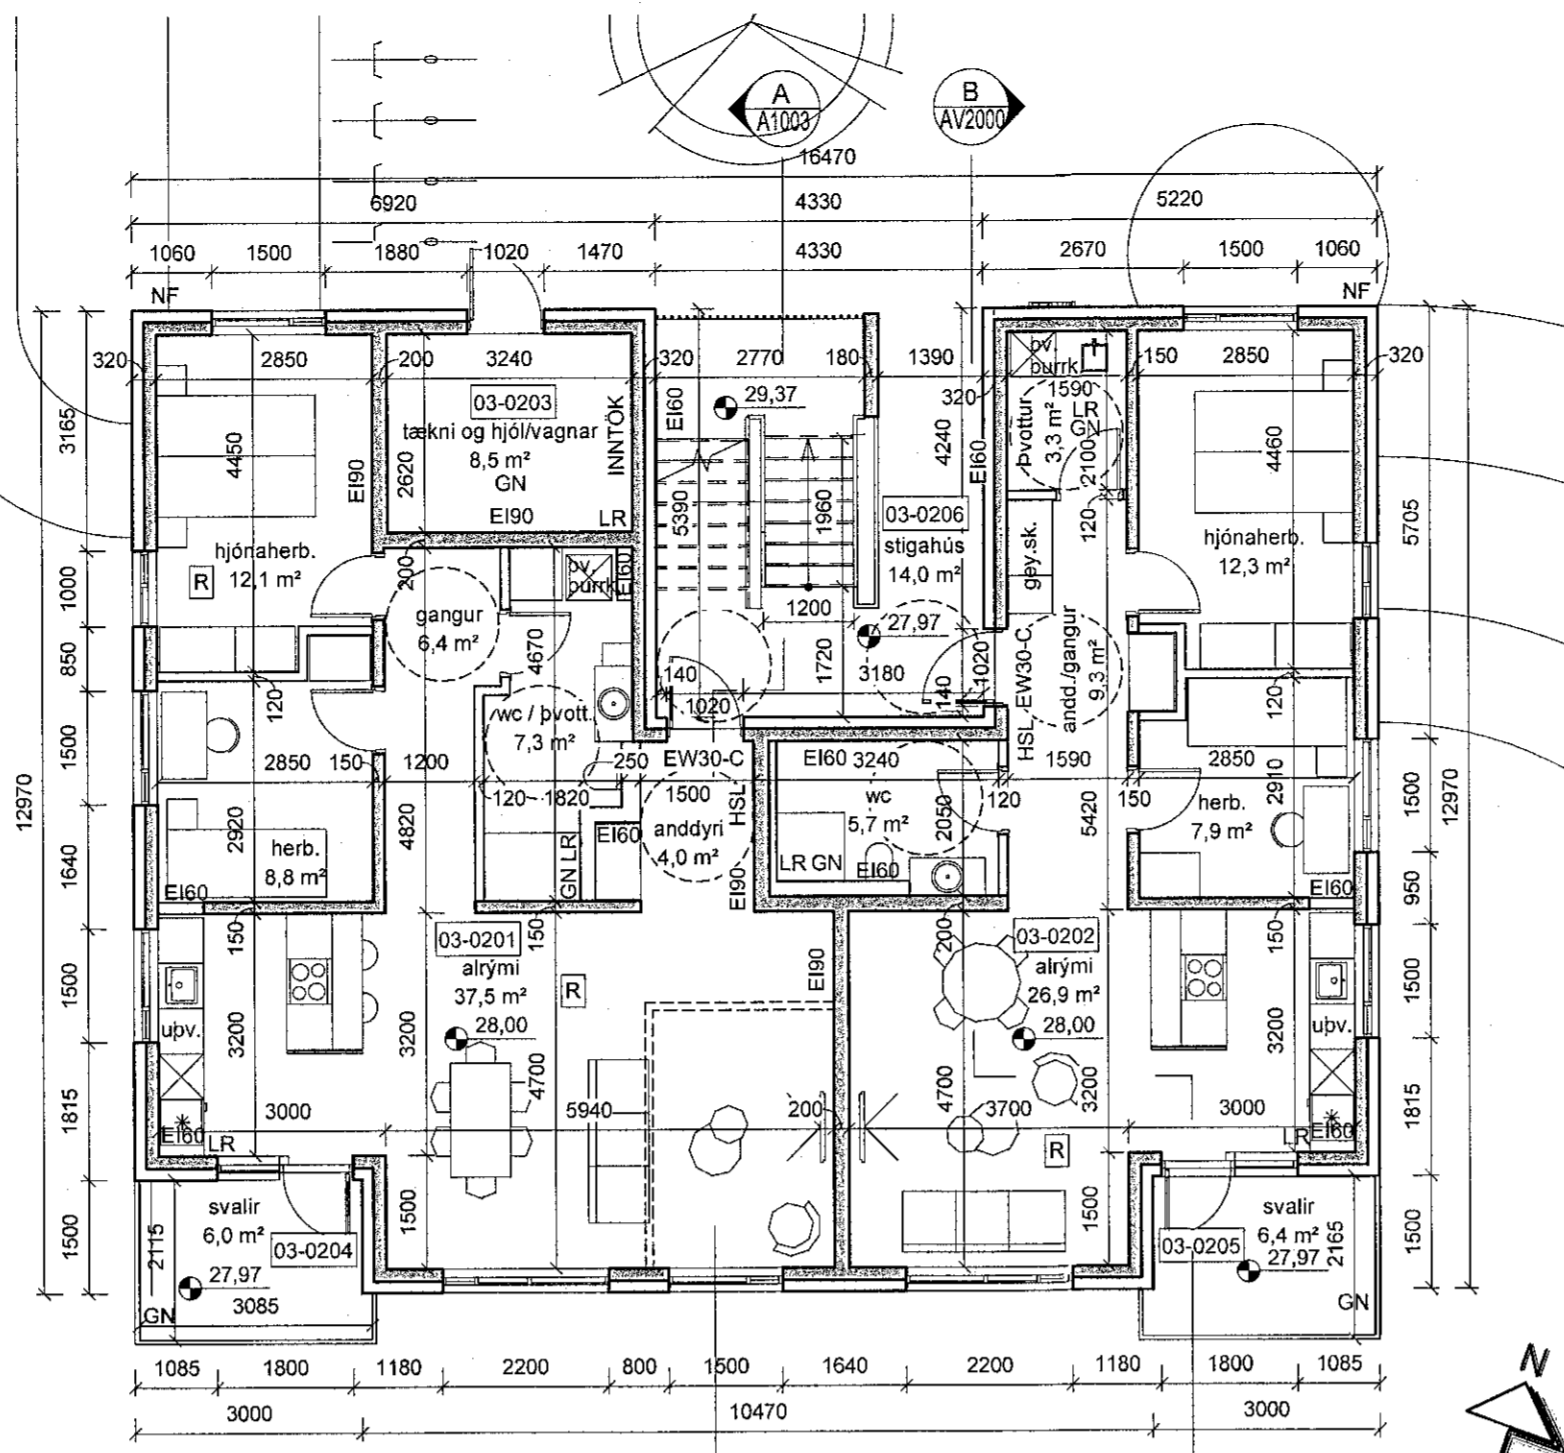 A
A1003
B
AV2000
16470
6920
4330
5220
1060
1500
1880
1020
1470
4330
2670
1500
1060
NF
NF
320
2850
200
3240
320
2770
180
1390
þv.
þurrk
150
2850
320
03-0203
29,37
320
1590
3165
tækni og hjól/vagnar
8,5 m²
GN
INNTÖK
EI60
4240
EI60
Þvottur
3,3 m²
LR
GN
2100
4450
EI90
2620
EI90
LR
5390
1960
03-0206
stigahús
14,0 m²
120
4460
5705
hjónaherb.
12,1 m²
R
200
þv.
þurrk
EI60
gey.sk.
hjónaherb.
12,3 m²
1000
gangur
6,4 m²
1200
27,97
850
4670
1720
3180
1020
EW30-C
HSL
andd./gangur
9,3 m²
140
1020
140
120
120
wc / þvott.
7,3 m²
1500
2850
150
1200
250
EW30-C
EI60
3240
1590
2850
12970
120
1820
1500
HSL
wc
5,7 m²
2050
120
150
2910
1500
12970
4820
EI60
anddyri
4,0 m²
5420
herb.
7,9 m²
1640
2920
herb.
8,8 m²
EI60
GN LR
EI90
LR GN
EI60
EI60
950
150
150
200
150
03-0201
alrými
37,5 m²
28,00
R
EI90
03-0202
alrými
26,9 m²
28,00
1500
uþv.
3200
3200
uþv.
3200
1500
1815
4700
4700
3200
1815
3000
5940
200
3700
3000
EI60
LR
R
LR
EI60
svalir
6,0 m²
03-0204
1500
1500
svalir
6,4 m²
03-0205
1500
2115
27,97
27,97
2165
1500
3085
GN
GN
N
1085
1800
1180
2200
800
1500
1640
2200
1180
1800
1085
3000
10470
3000